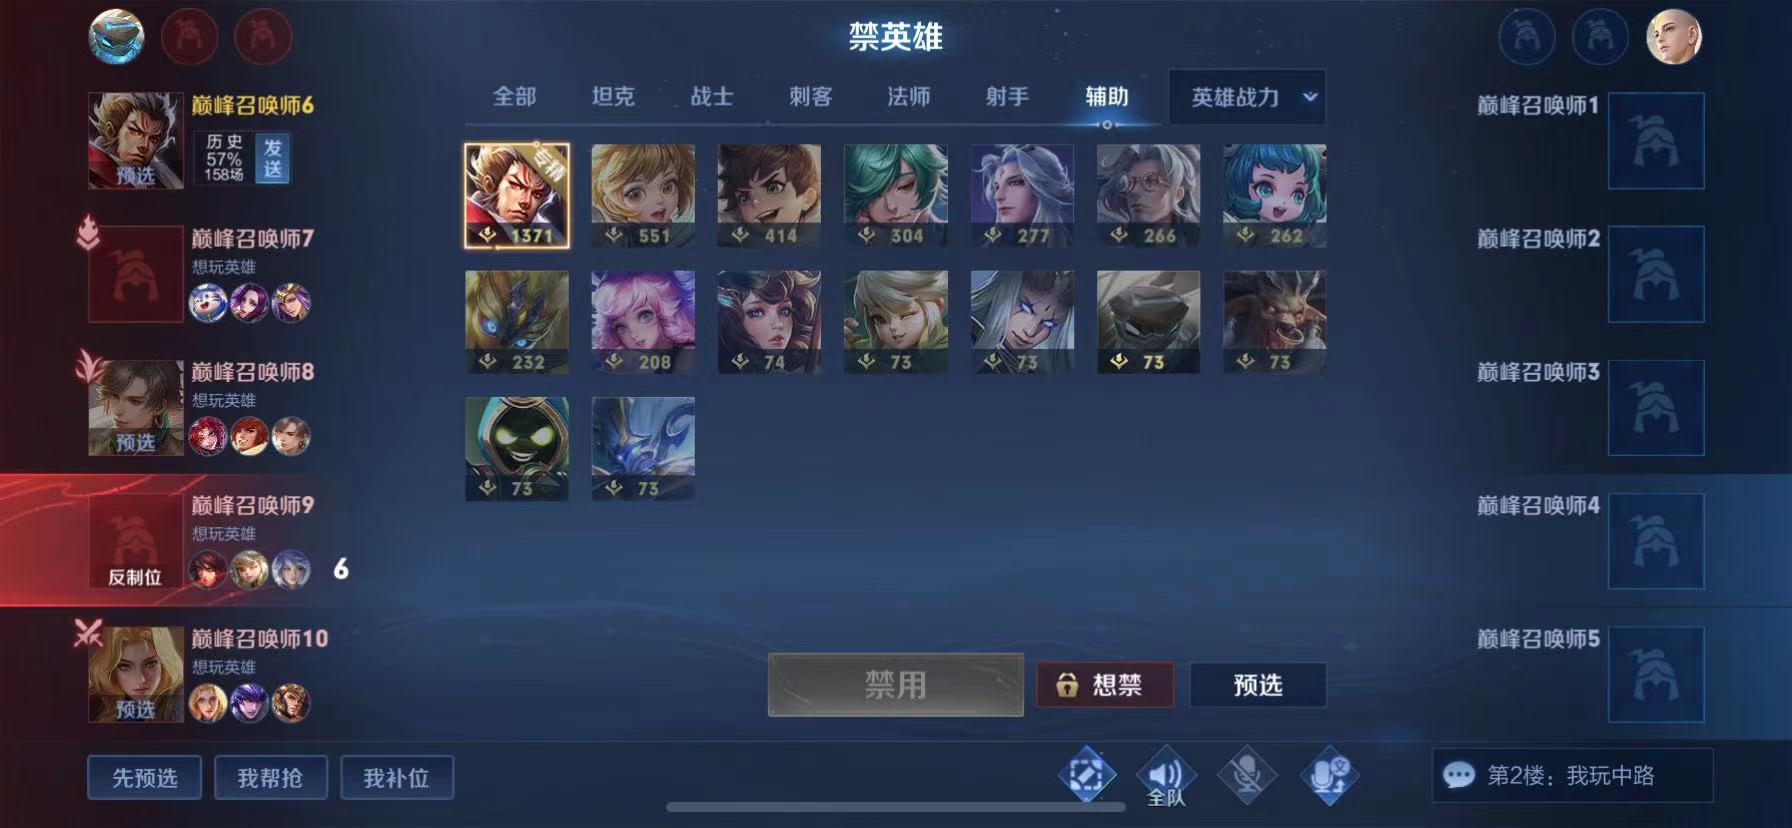 禁英雄
全部
坦克
战士
刺客
法师
射手
辅助
英雄战力
巅峰召唤师6
历史
57%
158场
发送
预选
巅峰召唤师7
想玩英雄
巅峰召唤师8
想玩英雄
预选
巅峰召唤师9
想玩英雄
反制位
6
巅峰召唤师10
想玩英雄
预选
专精
1371
551
414
304
277
266
262
232
208
74
73
73
73
73
73
73
巅峰召唤师1
巅峰召唤师2
巅峰召唤师3
巅峰召唤师4
巅峰召唤师5
禁用
想禁
预选
先预选
我帮抢
我补位
全队
文
第2楼：我玩中路